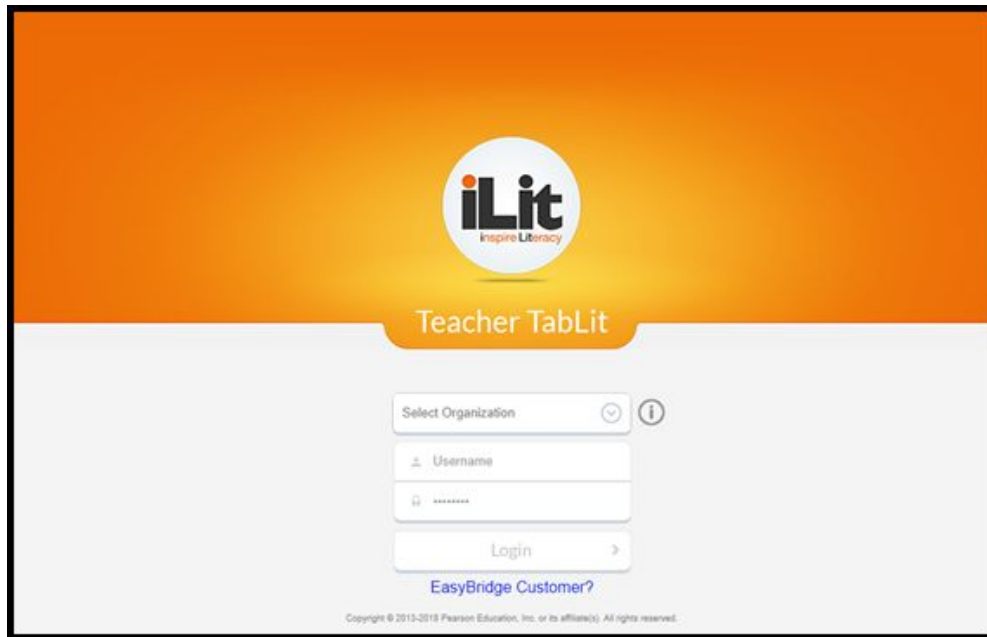 iLit
inspire Literacy
Teacher TabLit
Select Organization
Username
••••••••
Login
EasyBridge Customer?
Copyright © 2013-2018 Pearson Education, Inc. or its affiliate(s). All rights reserved.